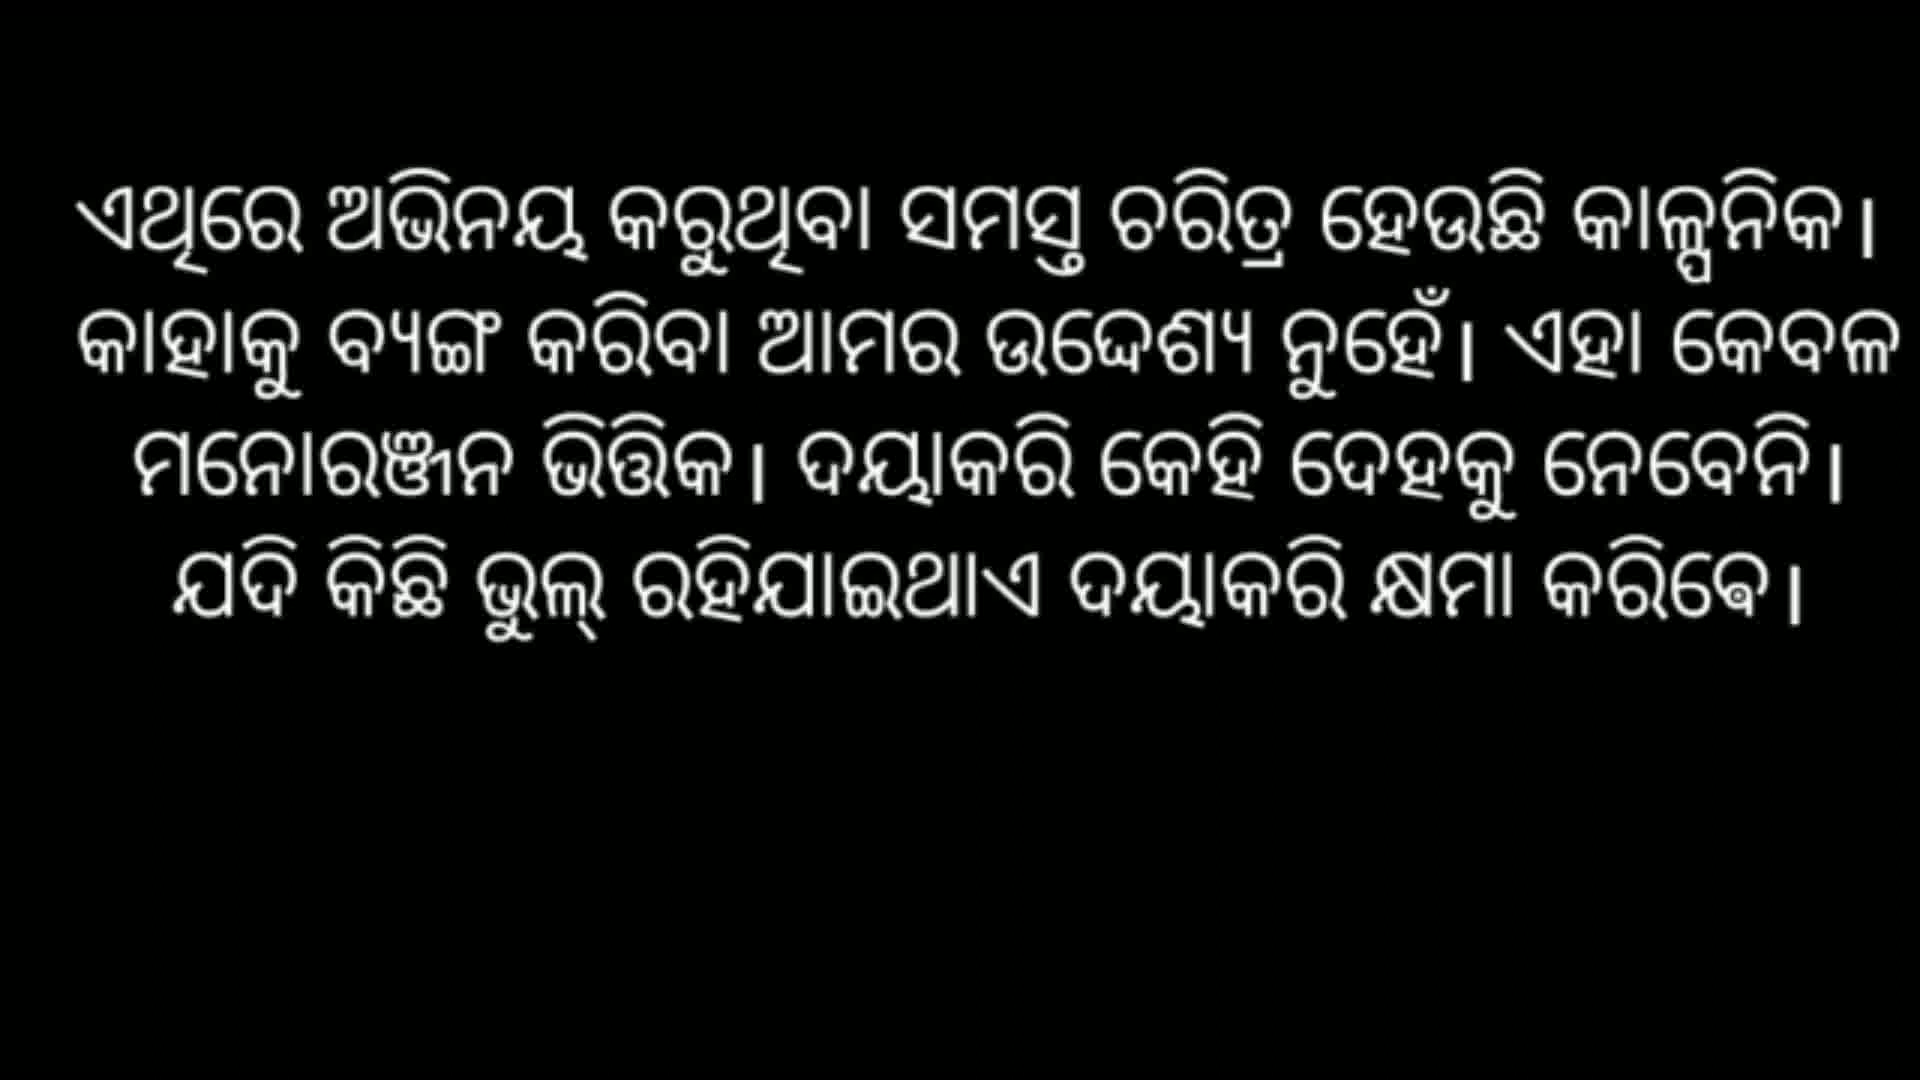 ଏଥିରେ ଅଭିନୟ କରୁଥିବା ସମସ୍ତ ଚରିତ୍ର ହେଉଛି କାଳ୍ପନିକ।
କାହାକୁ ବ୍ୟଙ୍ଗ କରିବା ଆମର ଉଦ୍ଦେଶ୍ୟ ନୁହେଁ। ଏହା କେବଳ
ମନୋରଞ୍ଜନ ଭିତ୍ତିକ। ଦୟାକରି କେହି ଦେହକୁ ନେବେନି।
ଯଦି କିଛି ଭୁଲ୍ ରହିଯାଇଥାଏ ଦୟାକରି କ୍ଷମା କରିଵେ।